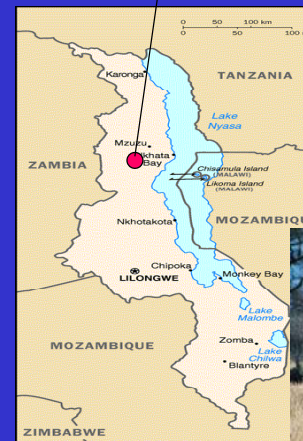 0 50 100 km
0 50 100 mi
Karonga
TANZANIA
Lake
Nyasa
Mzuzu
Nkhata
Bay
ZAMBIA
Chisamula Island
(MALAWI)
Likoma Island
(MALAWI)
Nkhotakota
MOZAMBIQU
Chipoka
LILONGWE
Monkey Bay
Lake
Malombe
MOZAMBIQUE
Zomba
Lake
Chilwa
Blantyre
ZIMBABWE